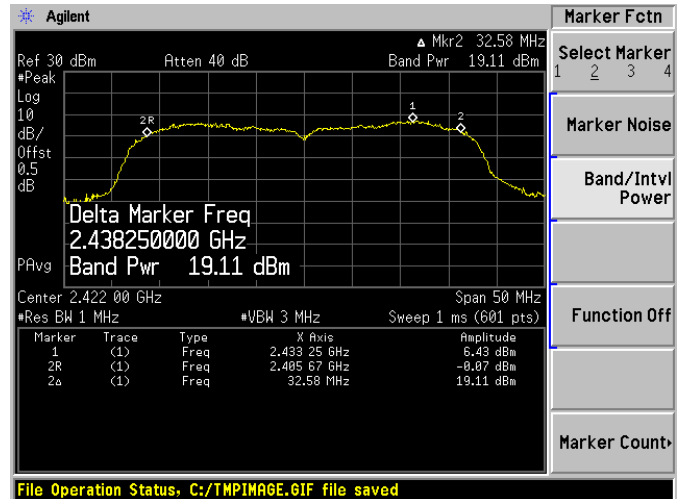 Agilent
Marker Fctn
Δ Mkr2 32.58 MHz
Ref 30 dBm Atten 40 dB Band Pwr 19.11 dBm
#Peak
Log
10
dB/
Offst
0.5
dB
PAvg
2R
1
2
Delta Marker Freq
2.438250000 GHz
Band Pwr 19.11 dBm
Center 2.422 00 GHz Span 50 MHz
#Res BW 1 MHz #VBW 3 MHz Sweep 1 ms (601 pts)
Marker Trace Type X Axis Amplitude
1 (1) Freq 2.433 25 GHz 6.43 dBm
2R (1) Freq 2.405 67 GHz -0.07 dBm
2Δ (1) Freq 32.58 MHz 19.11 dBm
File Operation Status, C:/TMPIMAGE.GIF file saved
Select Marker
1 2 3 4
Marker Noise
Band/Intvl
Power
Function Off
Marker Count